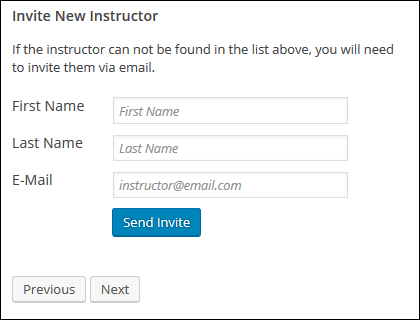 Invite New Instructor
If the instructor can not be found in the list above, you will need
to invite them via email.
First Name First Name
Last Name Last Name
E-Mail instructor@email.com
Send Invite
Previous Next